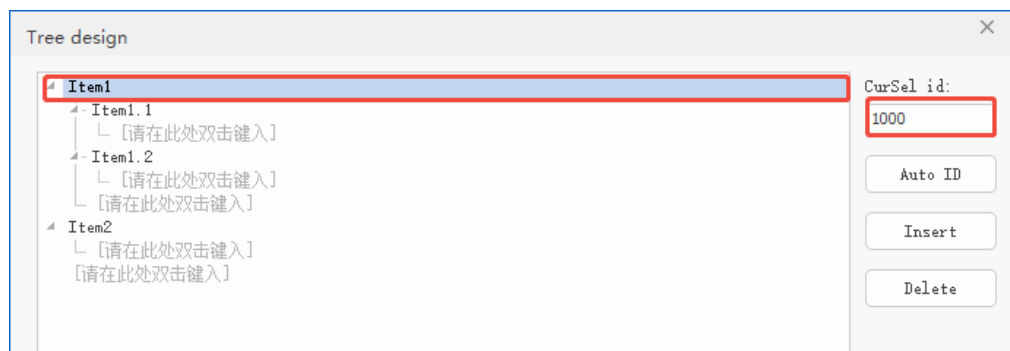 Tree design
Item1
Item1.1
[请在此处双击键入]
Item1.2
[请在此处双击键入]
[请在此处双击键入]
Item2
[请在此处双击键入]
[请在此处双击键入]
CurSel id:
1000
Auto ID
Insert
Delete